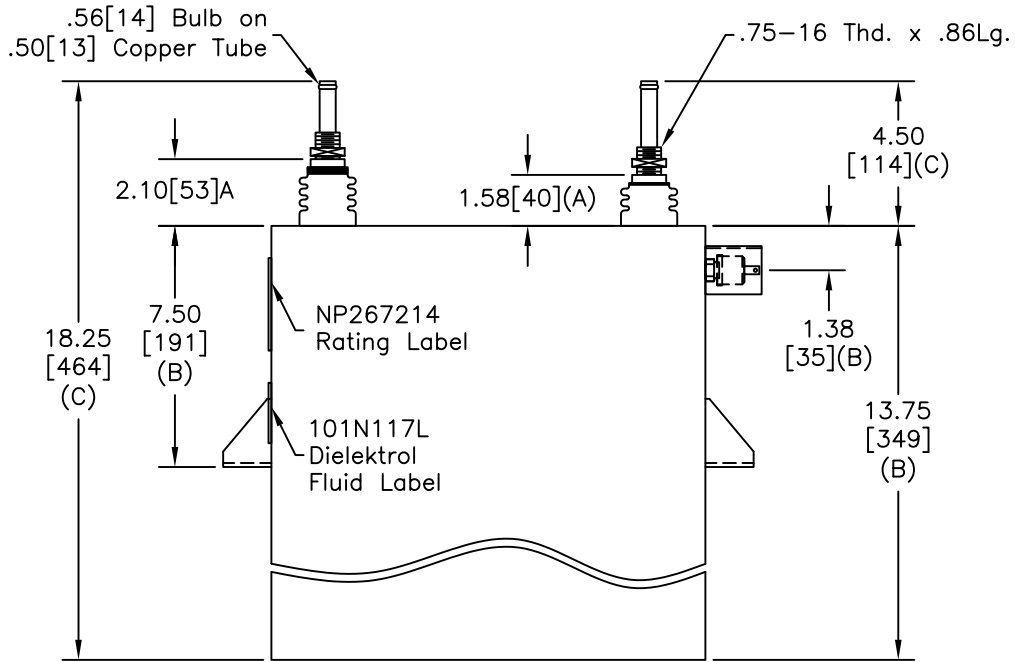 .56[14] Bulb on
.50[13] Copper Tube
.75-16 Thd. x .86Lg.
4.50
[114](C)
2.10[53]A
1.58[40](A)
7.50
[191]
(B)
18.25
[464]
(C)
NP267214
Rating Label
1.38
[35](B)
13.75
[349]
(B)
101N117L
Dielektrol
Fluid Label